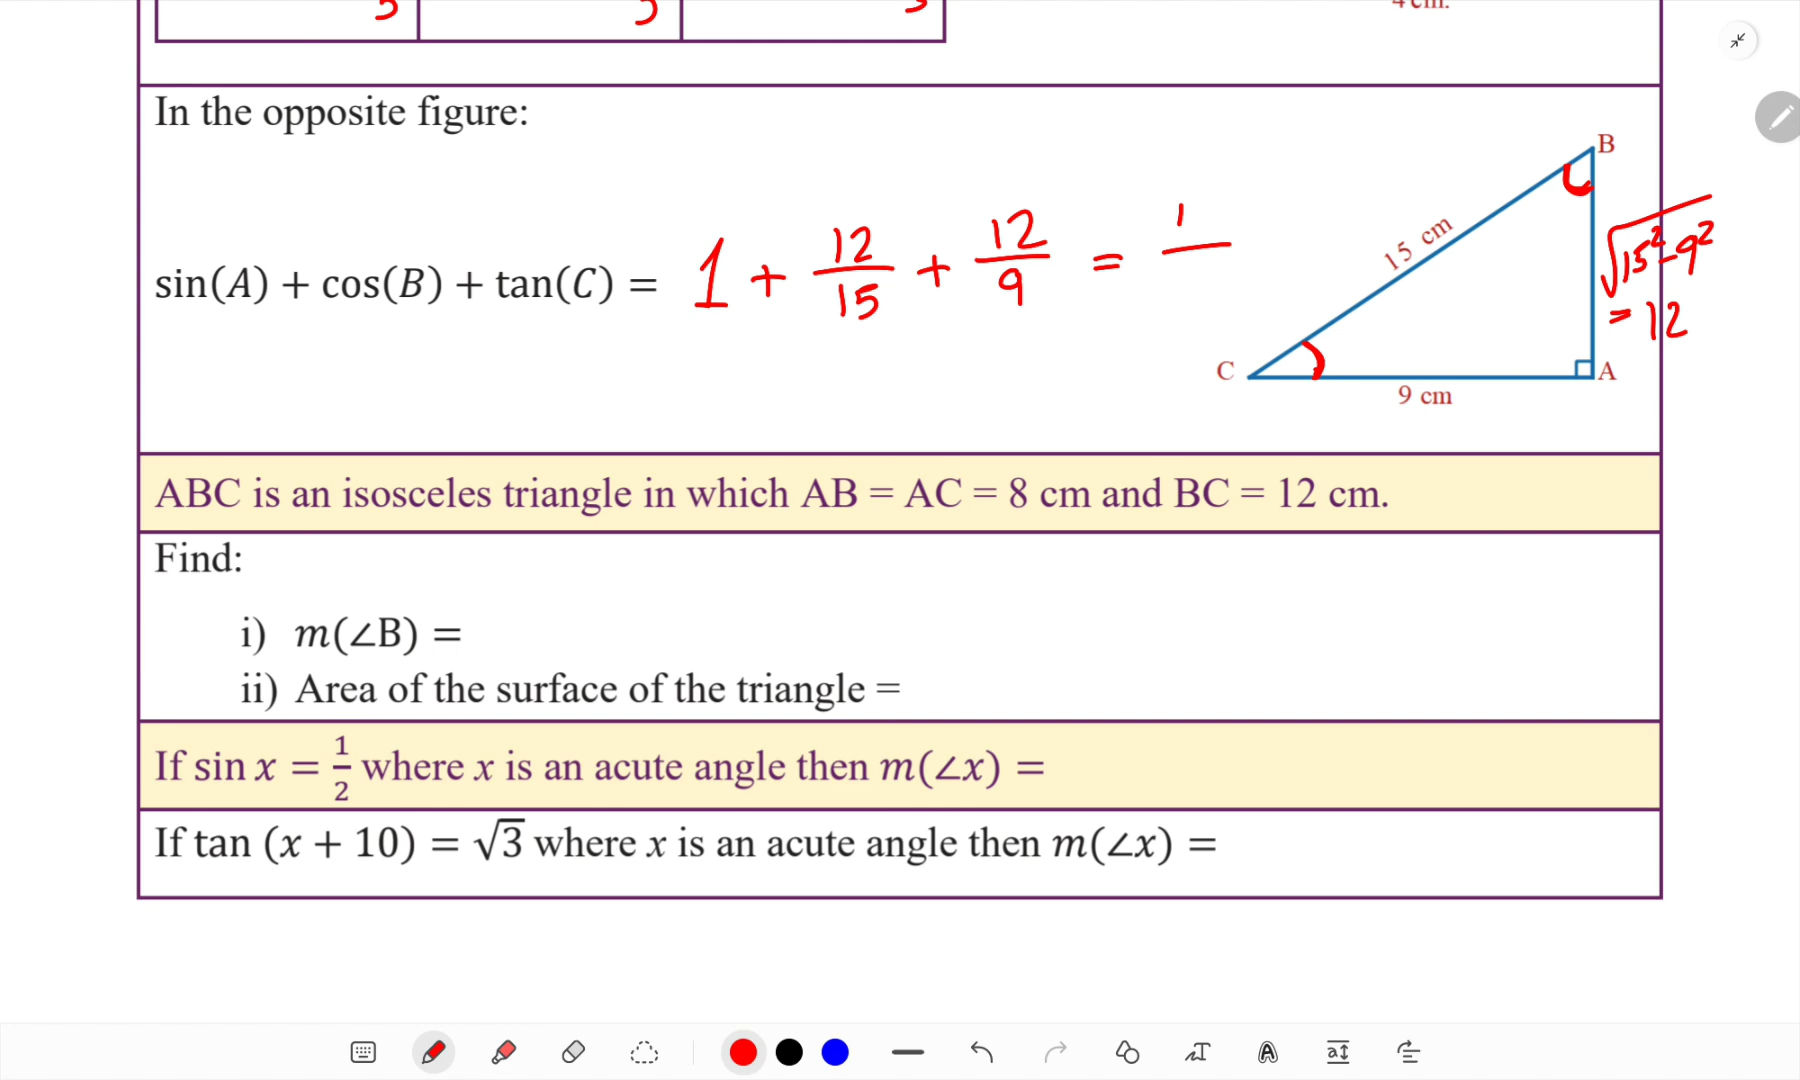 4 cm.
In the opposite figure:
sin(A) + cos(B) + tan(C) = 1 + 12/15 + 12/9 = 1
B
15 cm
√15² - 9²
= 12
C
A
9 cm
ABC is an isosceles triangle in which AB = AC = 8 cm and BC = 12 cm.
Find:
i) m(∠B) =
ii) Area of the surface of the triangle =
If sin x = 1/2 where x is an acute angle then m(∠x) =
If tan (x + 10) = √3 where x is an acute angle then m(∠x) =